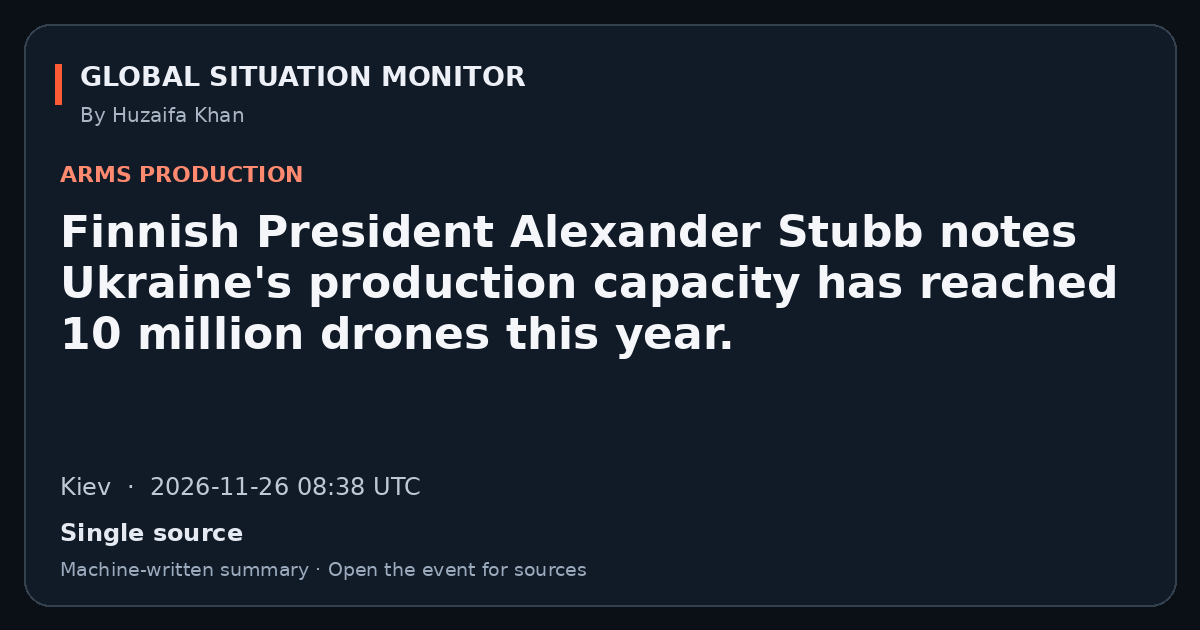 GLOBAL SITUATION MONITOR
By Huzaifa Khan
ARMS PRODUCTION
Finnish President Alexander Stubb notes
Ukraine's production capacity has reached
10 million drones this year.
Kiev · 2026-11-26 08:38 UTC
Single source
Machine-written summary · Open the event for sources